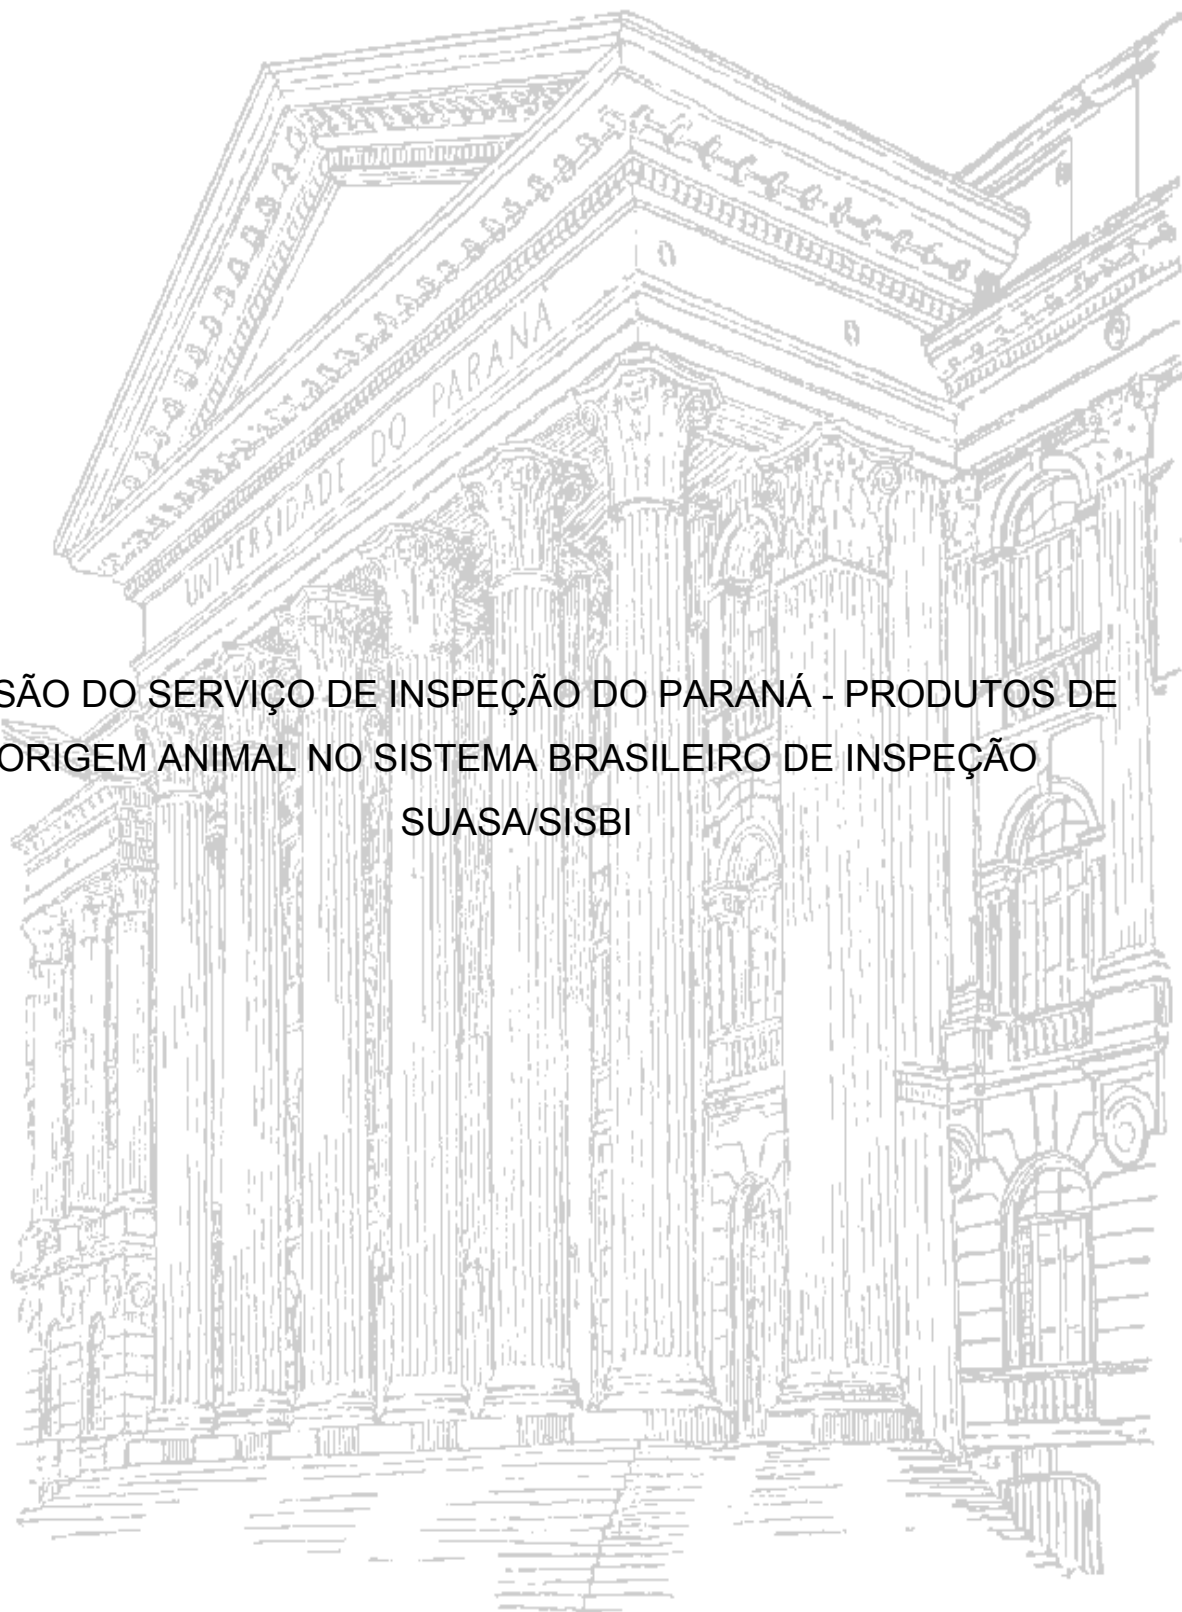 UNIVERSIDADE DO PARANÁ
SÃO DO SERVIÇO DE INSPEÇÃO DO PARANÁ - PRODUTOS DE
ORIGEM ANIMAL NO SISTEMA BRASILEIRO DE INSPEÇÃO
SUASA/SISBI